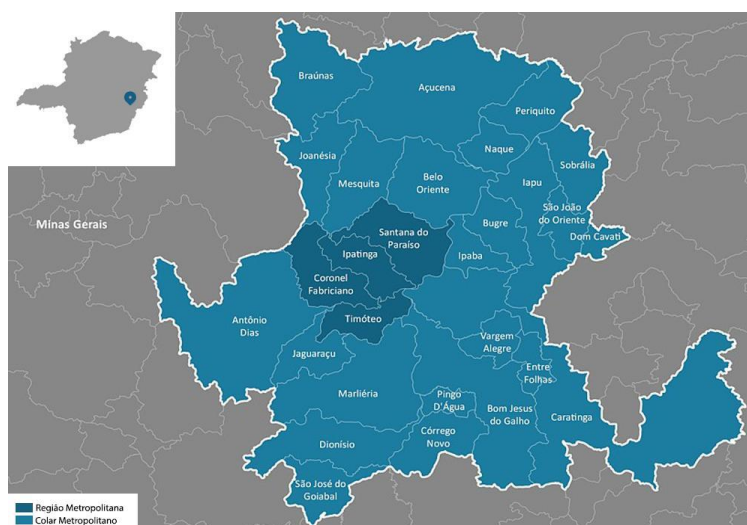 Braúnas
Açucena
Periquito
Naque
Joanésia
Sobrália
Mesquita
Belo
Oriente
Iapu
São João
do Oriente
Minas Gerais
Bugre
Santana do
Paraíso
Dom Cavati
Ipatinga
Ipaba
Coronel
Fabriciano
Antônio
Dias
Timóteo
Vargem
Alegre
Jaguaraçu
Entre
Folhas
Marliéria
Pingo
D'Água
Bom Jesus
do Galho
Caratinga
Dionísio
Córrego
Novo
São José do
Goiabal
Região Metropolitana
Colar Metropolitano